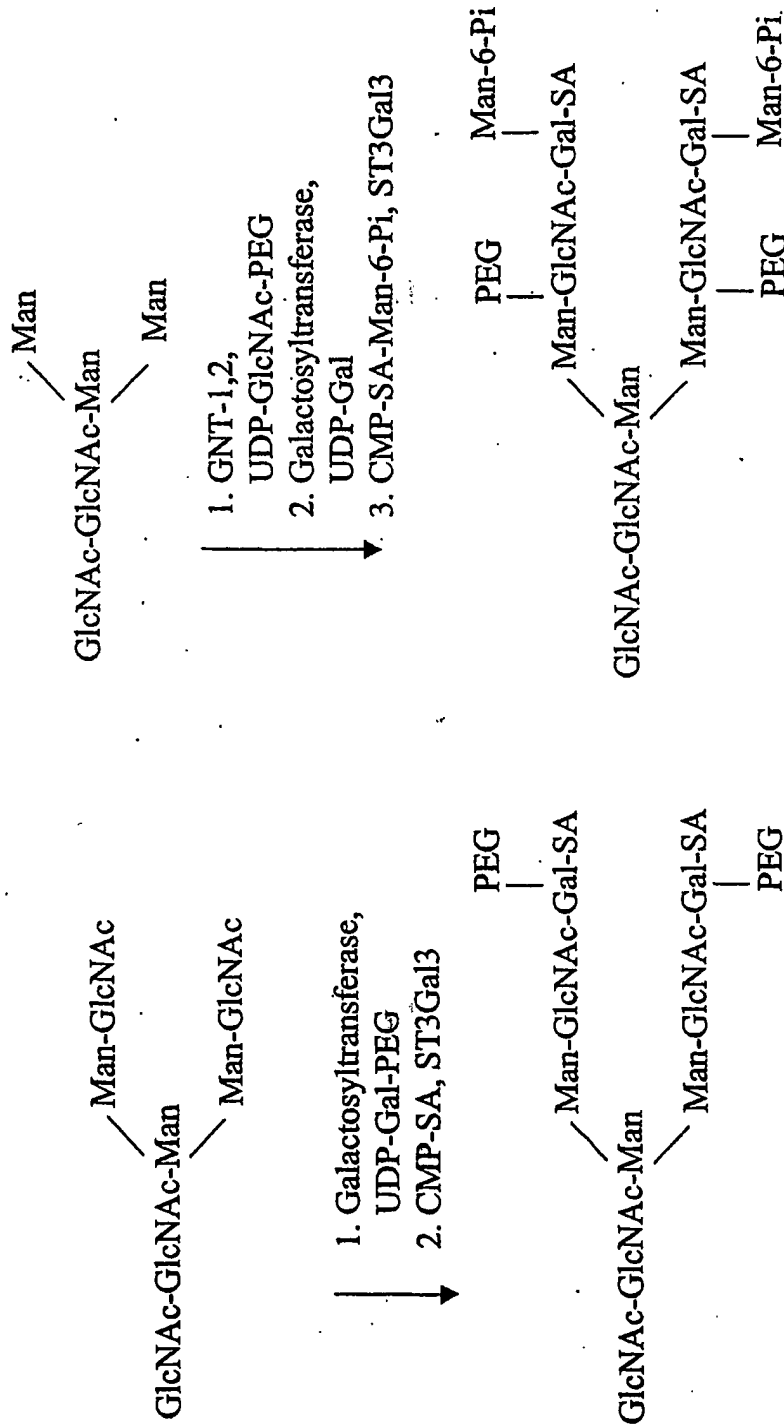 Man-GlcNAc
GlcNAc-GlcNAc-Man
Man-GlcNAc
1. Galactosyltransferase,
UDP-Gal-PEG
2. CMP-SA, ST3Gal3
PEG
Man-GlcNAc-Gal-SA
GlcNAc-GlcNAc-Man
Man-GlcNAc-Gal-SA
PEG
Man
GlcNAc-GlcNAc-Man
Man
1. GNT-1,2,
UDP-GlcNAc-PEG
2. Galactosyltransferase,
UDP-Gal
3. CMP-SA-Man-6-Pi, ST3Gal3
PEG Man-6-Pi
Man-GlcNAc-Gal-SA
GlcNAc-GlcNAc-Man
Man-GlcNAc-Gal-SA
PEG Man-6-Pi